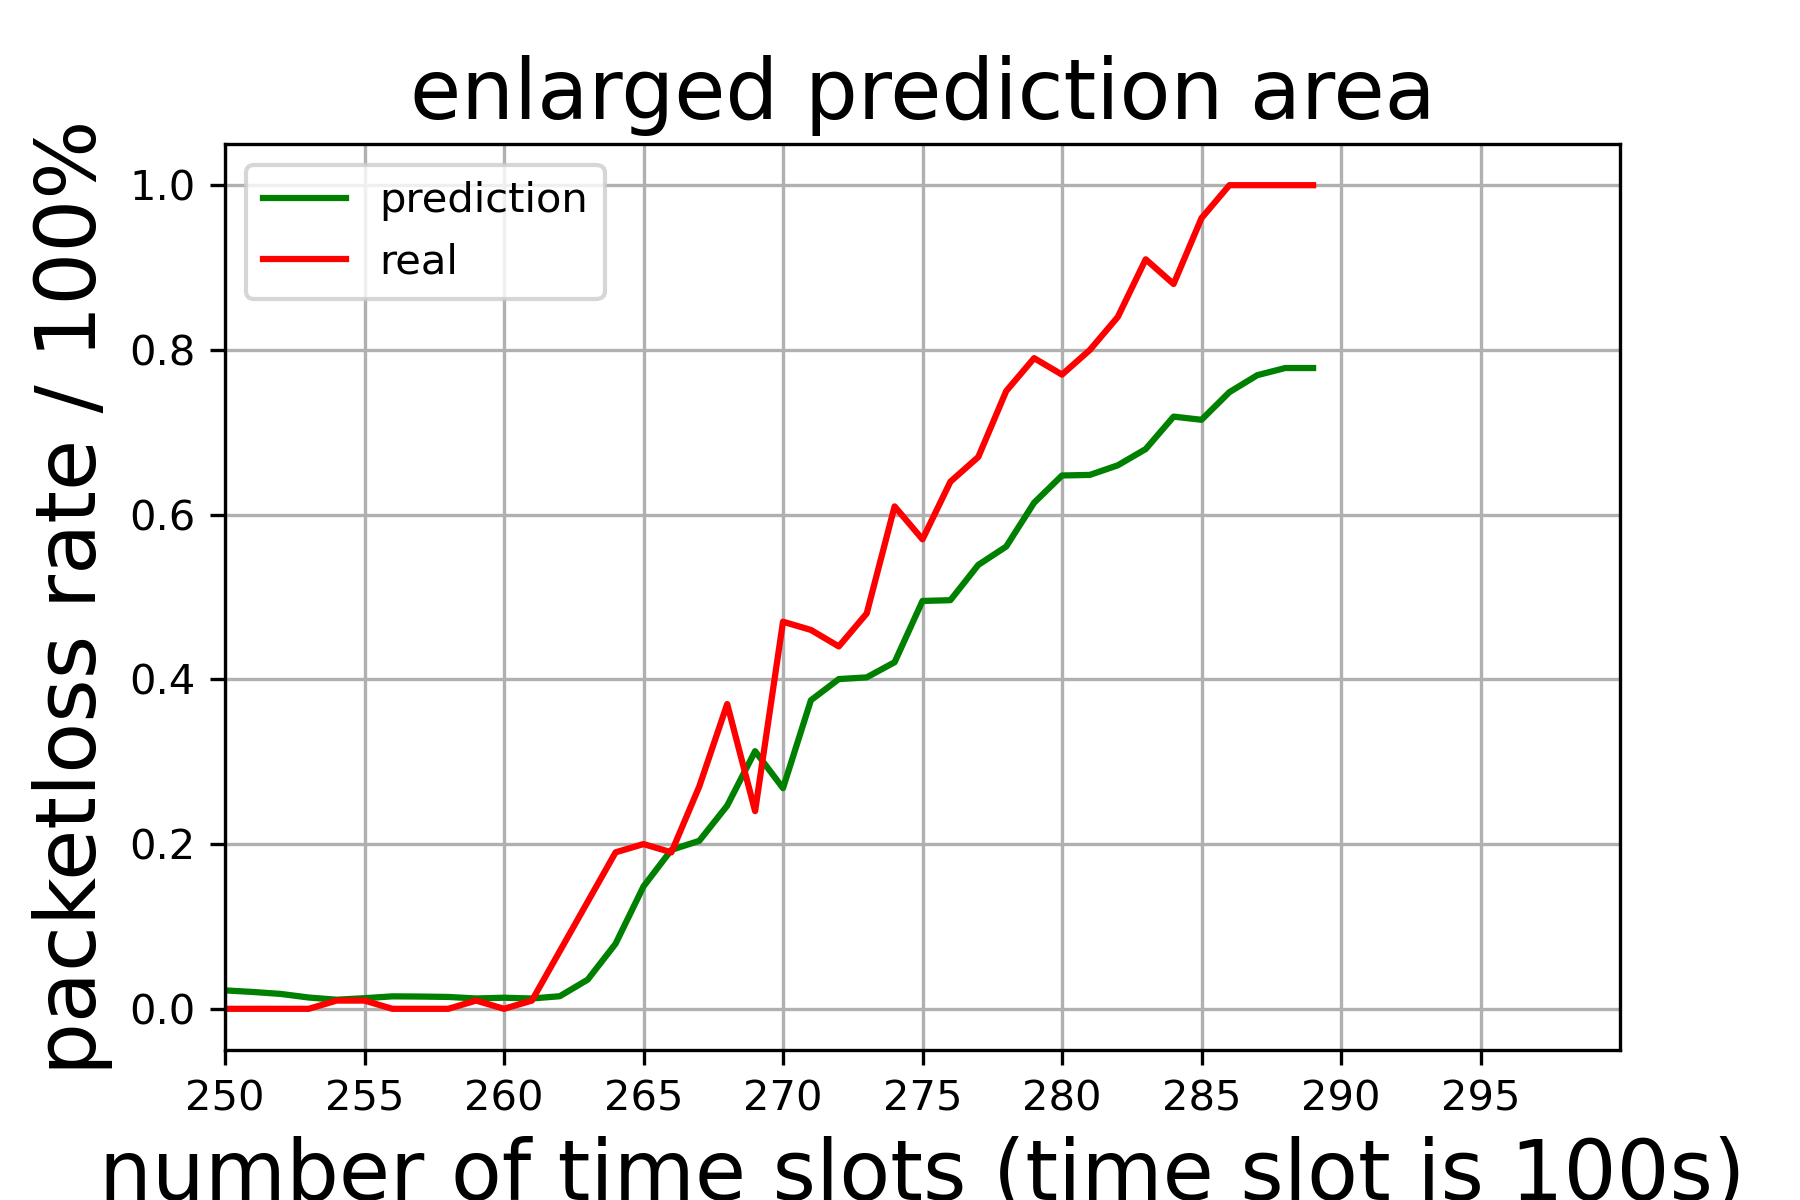 enlarged prediction area
packetloss rate / 100%
prediction
real
1.0
0.8
0.6
0.4
0.2
0.0
250 255 260 265 270 275 280 285 290 295
number of time slots (time slot is 100s)